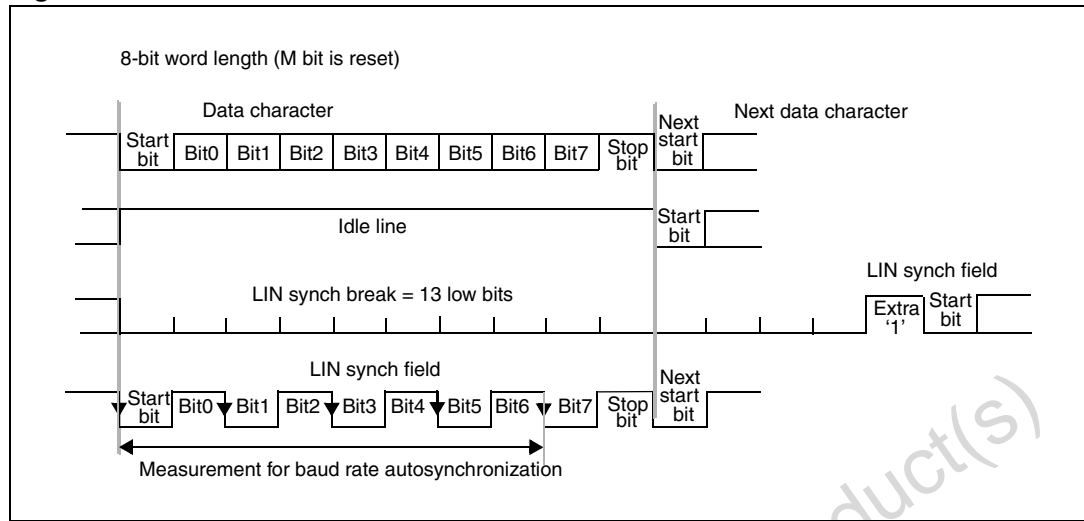 8-bit word length (M bit is reset)
Data character
Next data character
Start bit Bit0 Bit1 Bit2 Bit3 Bit4 Bit5 Bit6 Bit7 Stop bit Next start bit
Idle line
Start bit
LIN synch field
LIN synch break = 13 low bits
Extra ‘1’ Start bit
LIN synch field
Start bit Bit0 Bit1 Bit2 Bit3 Bit4 Bit5 Bit6 Bit7 Stop bit Next start bit
Measurement for baud rate autosynchronization
duct(s)